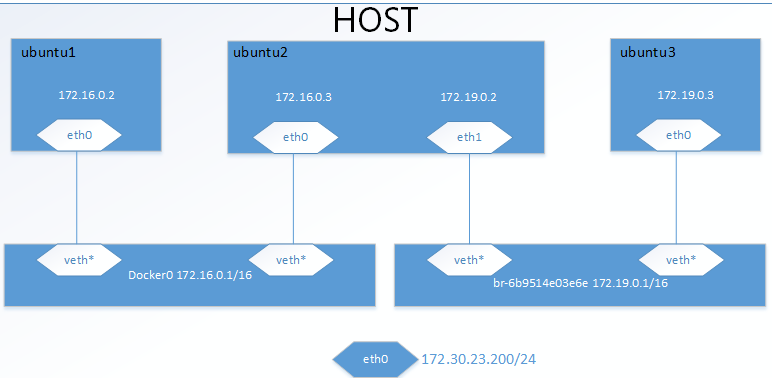 HOST
ubuntu1
ubuntu2
ubuntu3
172.16.0.2
172.16.0.3
172.19.0.2
172.19.0.3
eth0
eth0
eth1
eth0
veth*
veth*
veth*
veth*
Docker0 172.16.0.1/16
br-6b9514e03e6e 172.19.0.1/16
eth0
172.30.23.200/24